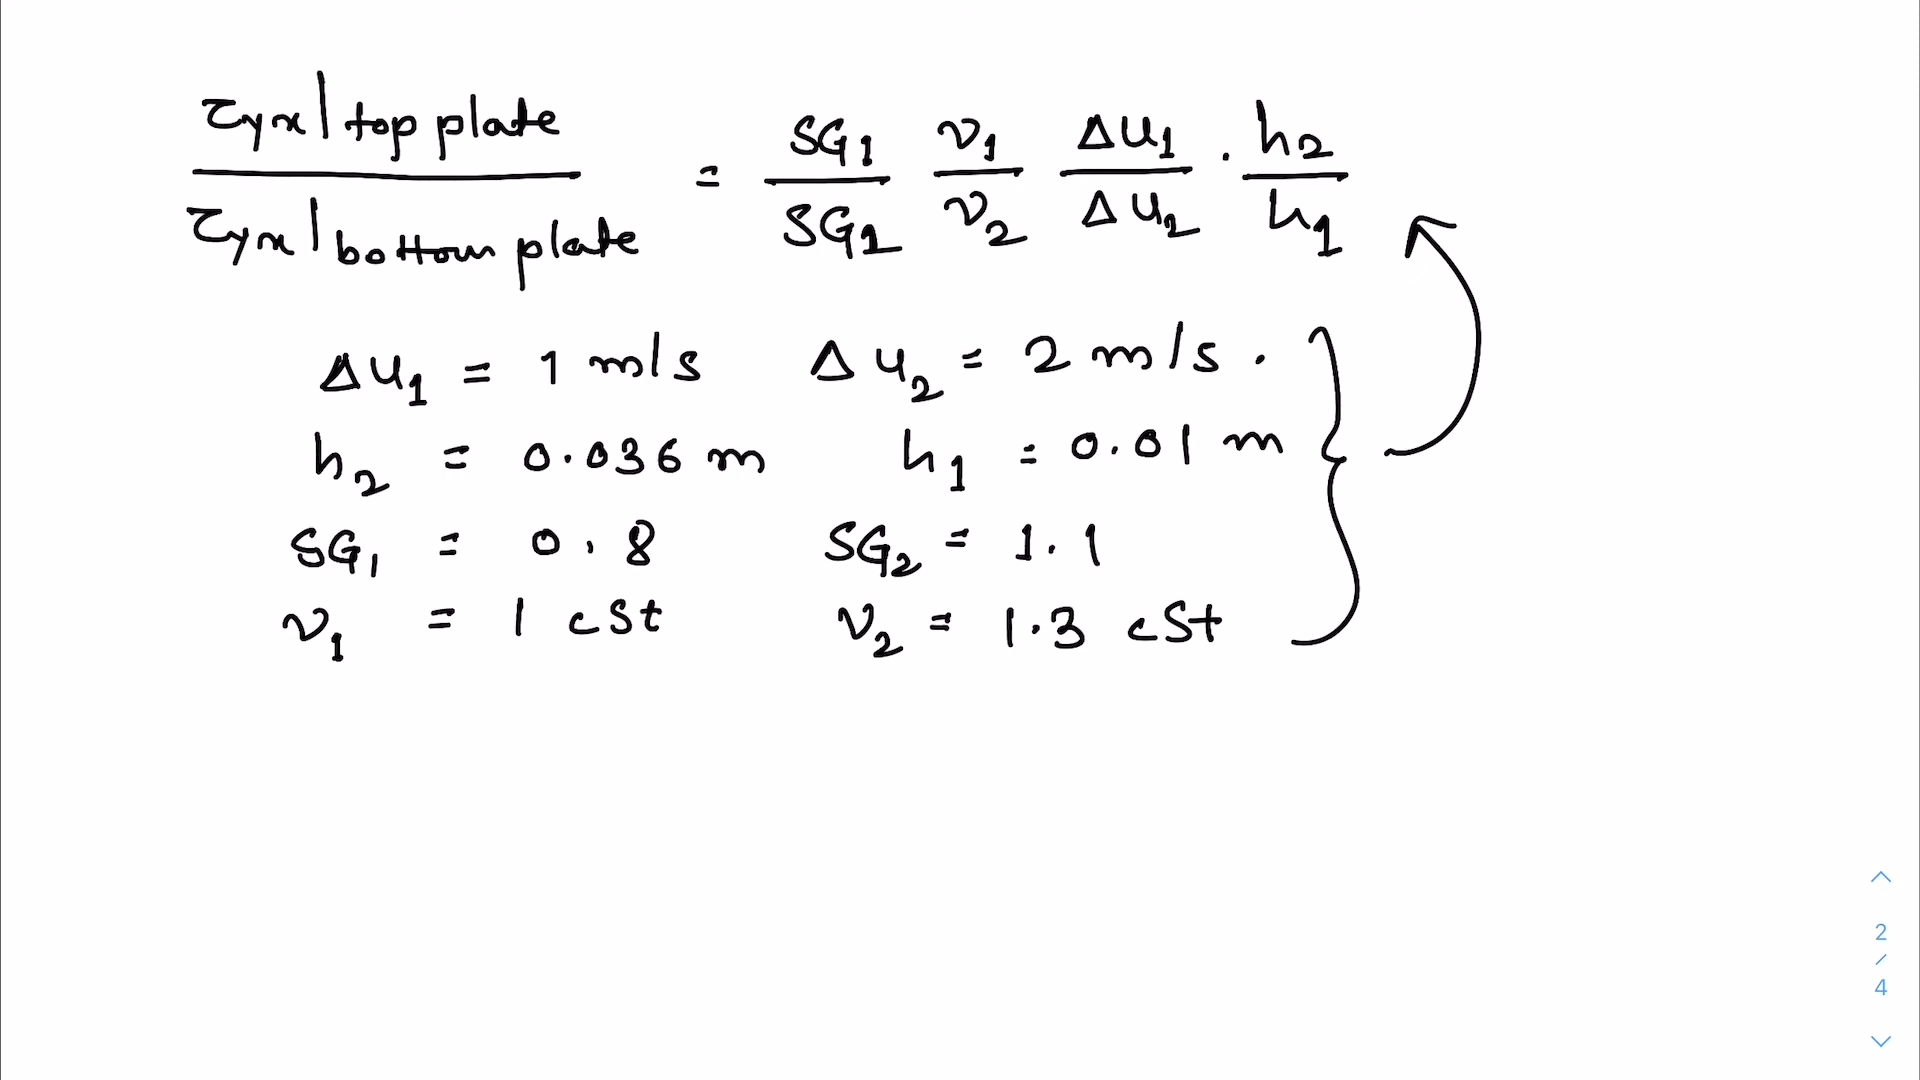 τyx| top plate / τyx| bottom plate = SG1/SG1 ν1/ν2 Δu1/Δu2 · h2/h1
Δu1 = 1 m/s Δu2 = 2 m/s .
h2 = 0.036 m h1 = 0.01 m
SG1 = 0.8 SG2 = 1.1
ν1 = 1 cSt ν2 = 1.3 cSt
2
/
4